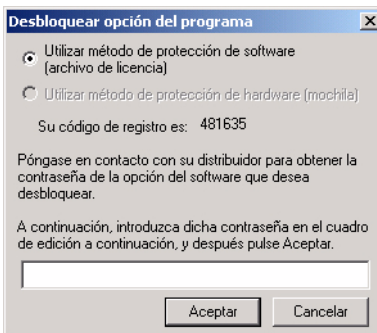 Desbloquear opción del programa
Utilizar método de protección de software
(archivo de licencia)
Utilizar método de protección de hardware (mochila)
Su código de registro es: 481635
Póngase en contacto con su distribuidor para obtener la
contraseña de la opción del software que desea
desbloquear.
A continuación, introduzca dicha contraseña en el cuadro
de edición a continuación, y después pulse Aceptar.
Aceptar Cancelar